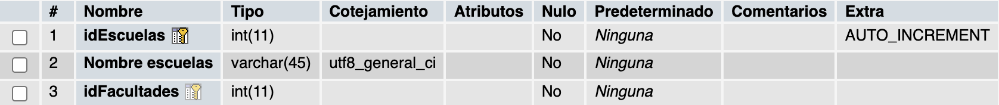 # Nombre Tipo Cotejamiento Atributos Nulo Predeterminado Comentarios Extra
1 idEscuelas int(11) No Ninguna AUTO_INCREMENT
2 Nombre escuelas varchar(45) utf8_general_ci No Ninguna
3 idFacultades int(11) No Ninguna